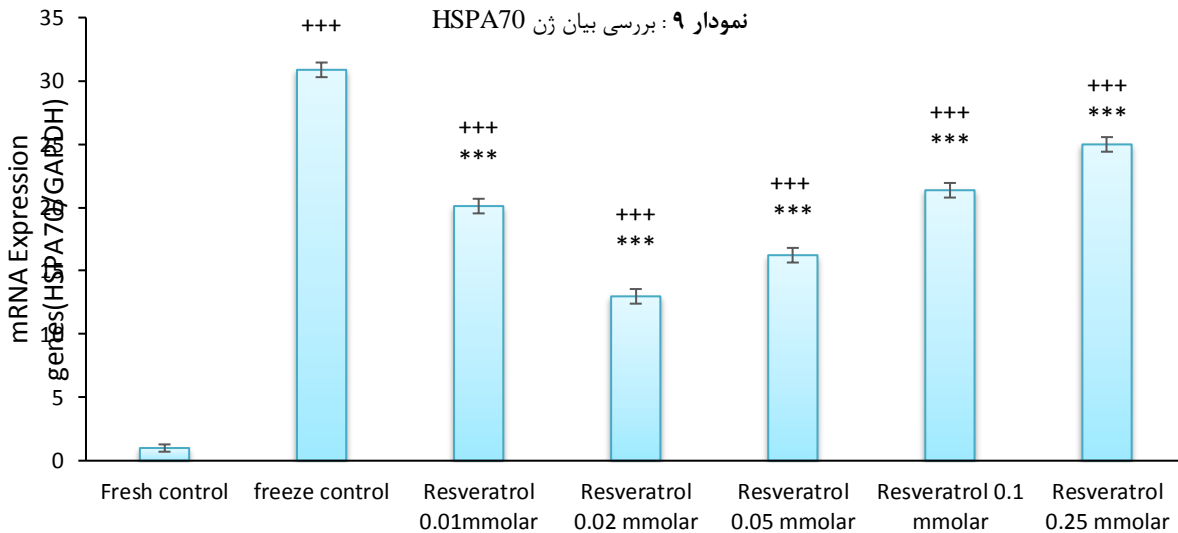 نمودار ۹ : بررسی بیان ژن HSPA70
mRNA Expression
genes(HSPA70/GAPDH)
35
30
25
20
15
10
5
0
+++
+++
***
+++
***
+++
***
+++
***
+++
***
Fresh control
freeze control
Resveratrol
0.01mmolar
Resveratrol
0.02 mmolar
Resveratrol
0.05 mmolar
Resveratrol 0.1
mmolar
Resveratrol
0.25 mmolar